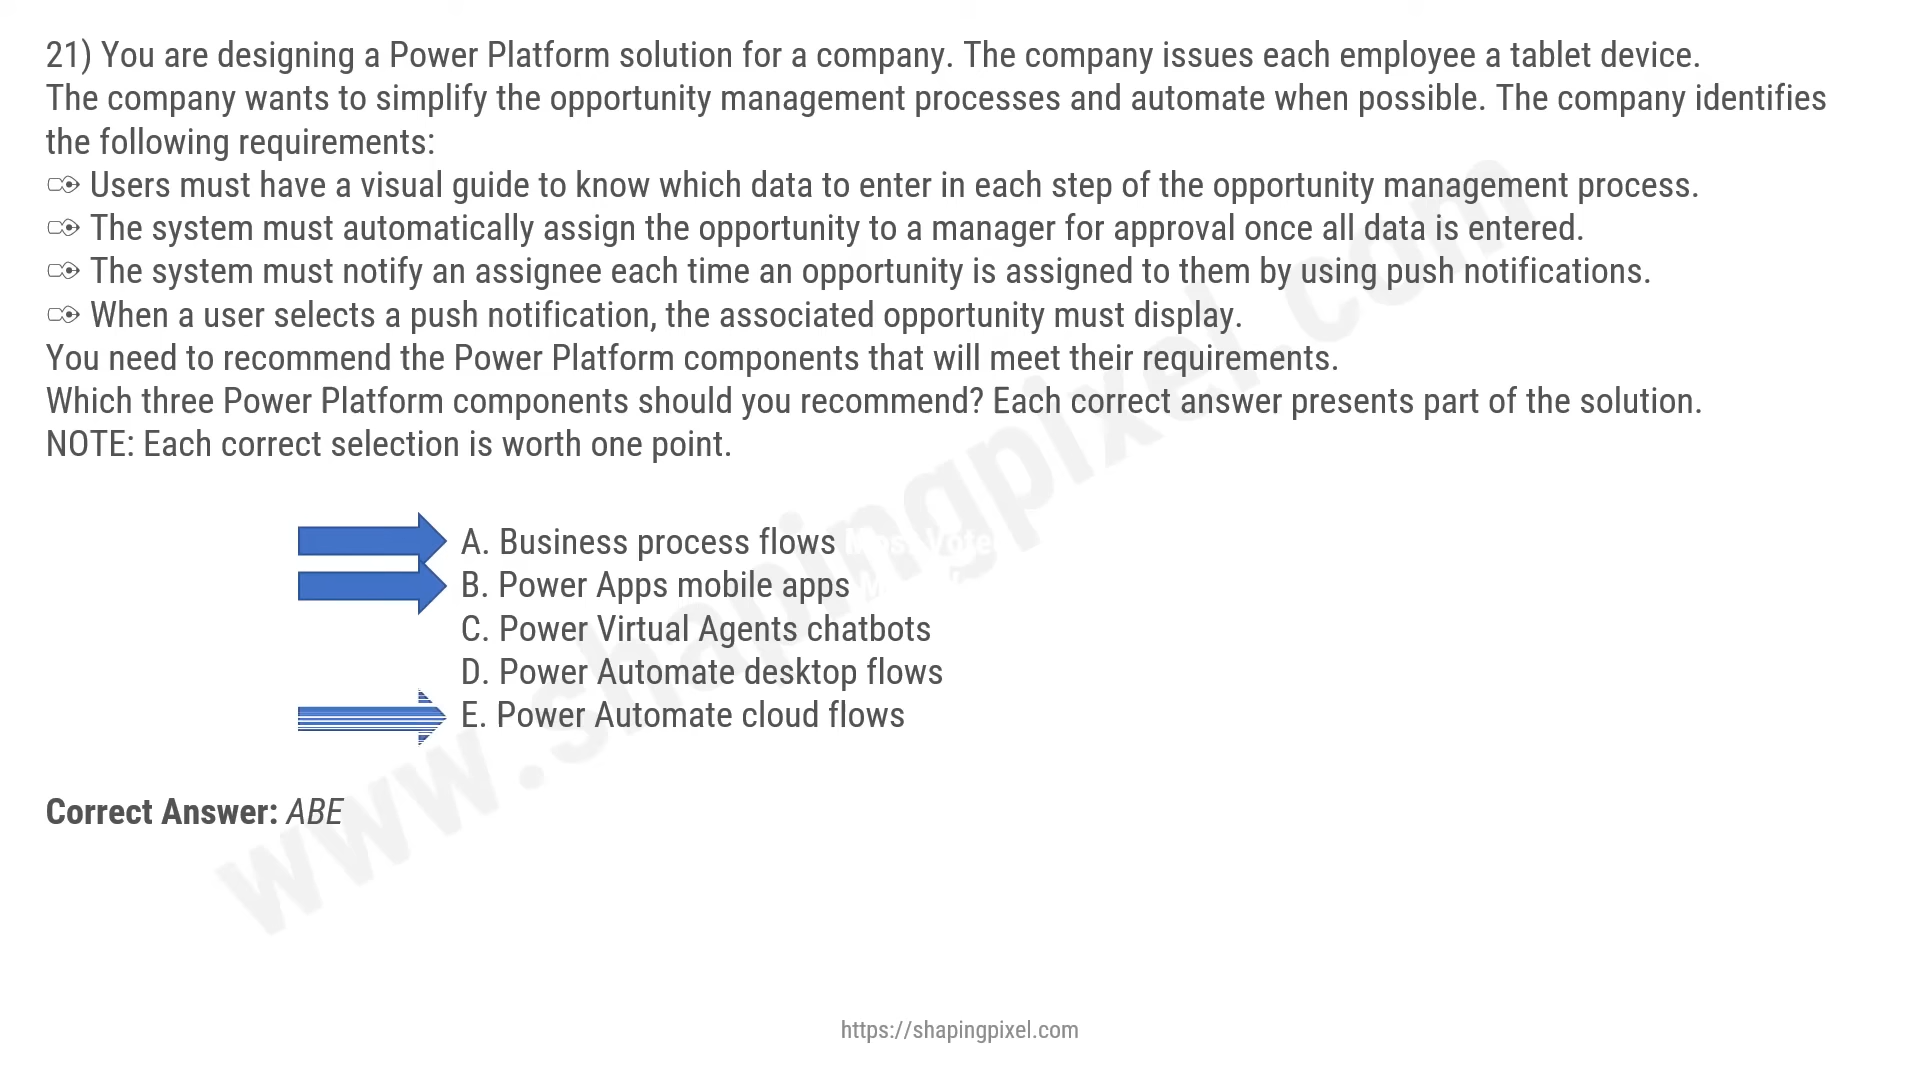 21) You are designing a Power Platform solution for a company. The company issues each employee a tablet device.
The company wants to simplify the opportunity management processes and automate when possible. The company identifies
the following requirements:
Users must have a visual guide to know which data to enter in each step of the opportunity management process.
The system must automatically assign the opportunity to a manager for approval once all data is entered.
The system must notify an assignee each time an opportunity is assigned to them by using push notifications.
When a user selects a push notification, the associated opportunity must display.
You need to recommend the Power Platform components that will meet their requirements.
Which three Power Platform components should you recommend? Each correct answer presents part of the solution.
NOTE: Each correct selection is worth one point.
A. Business process flows
B. Power Apps mobile apps
C. Power Virtual Agents chatbots
D. Power Automate desktop flows
E. Power Automate cloud flows
Correct Answer: ABE
www.shapingpixel.com
https://shapingpixel.com